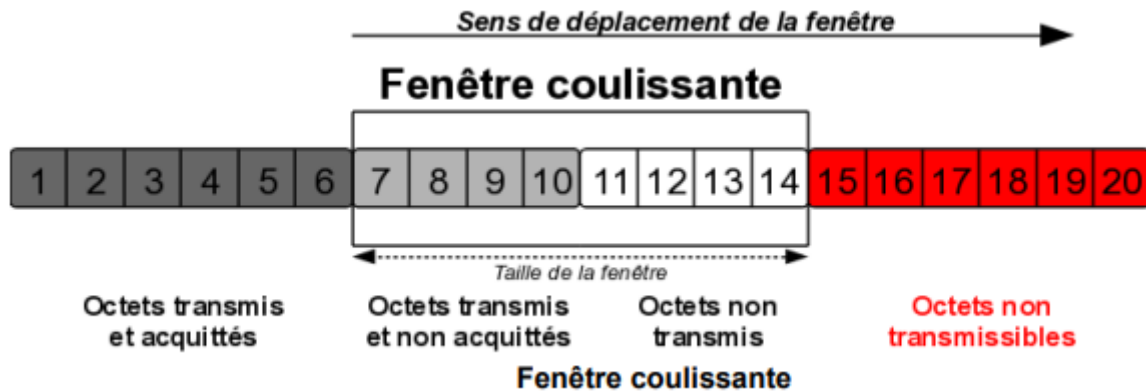 Sens de déplacement de la fenêtre
Fenêtre coulissante
1 2 3 4 5 6 7 8 9 10 11 12 13 14 15 16 17 18 19 20
Taille de la fenêtre
Octets transmis et acquittés
Octets transmis et non acquittés
Octets non transmis
Octets non transmissibles
Fenêtre coulissante